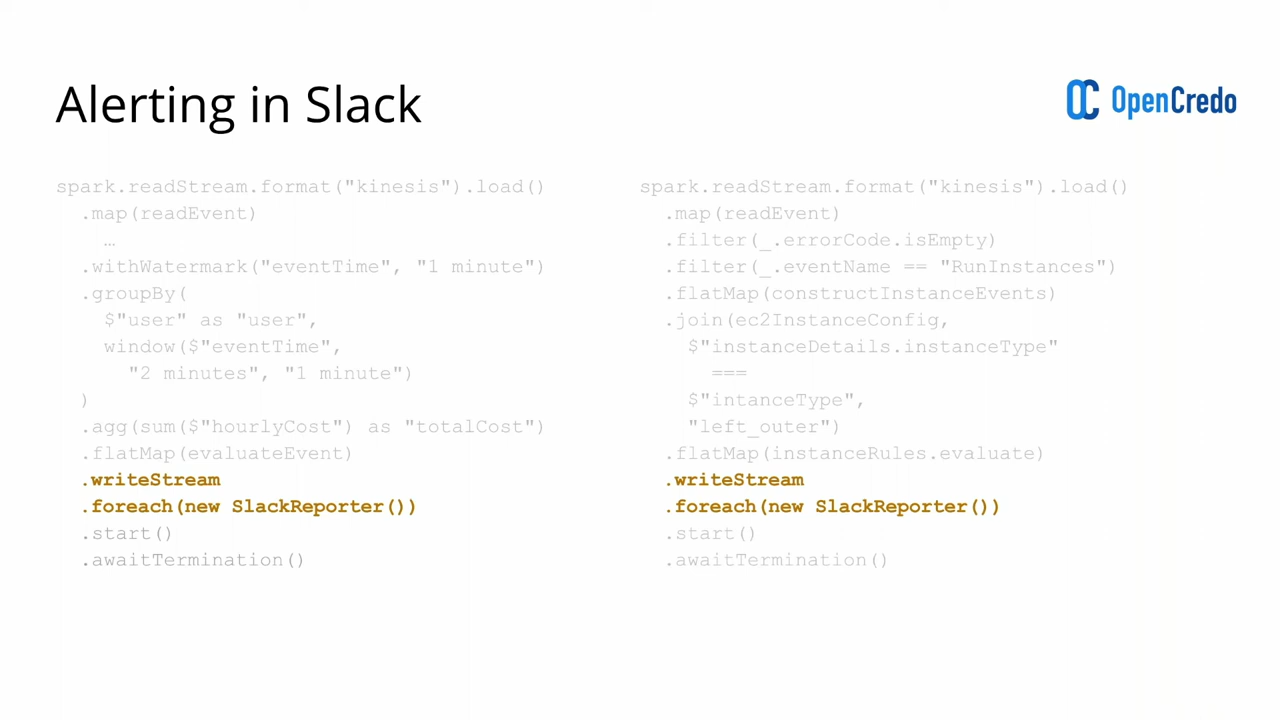 Alerting in Slack
OpenCredo
spark.readStream.format("kinesis").load()
.map(readEvent)
…
.withWatermark("eventTime", "1 minute")
.groupBy(
$"user" as "user",
window($"eventTime",
"2 minutes", "1 minute")
)
.agg(sum($"hourlyCost") as "totalCost")
.flatMap(evaluateEvent)
.writeStream
.foreach(new SlackReporter())
.start()
.awaitTermination()
spark.readStream.format("kinesis").load()
.map(readEvent)
.filter(_.errorCode.isEmpty)
.filter(_.eventName == "RunInstances")
.flatMap(constructInstanceEvents)
.join(ec2InstanceConfig,
$"instanceDetails.instanceType"
===
$"intanceType",
"left_outer")
.flatMap(instanceRules.evaluate)
.writeStream
.foreach(new SlackReporter())
.start()
.awaitTermination()